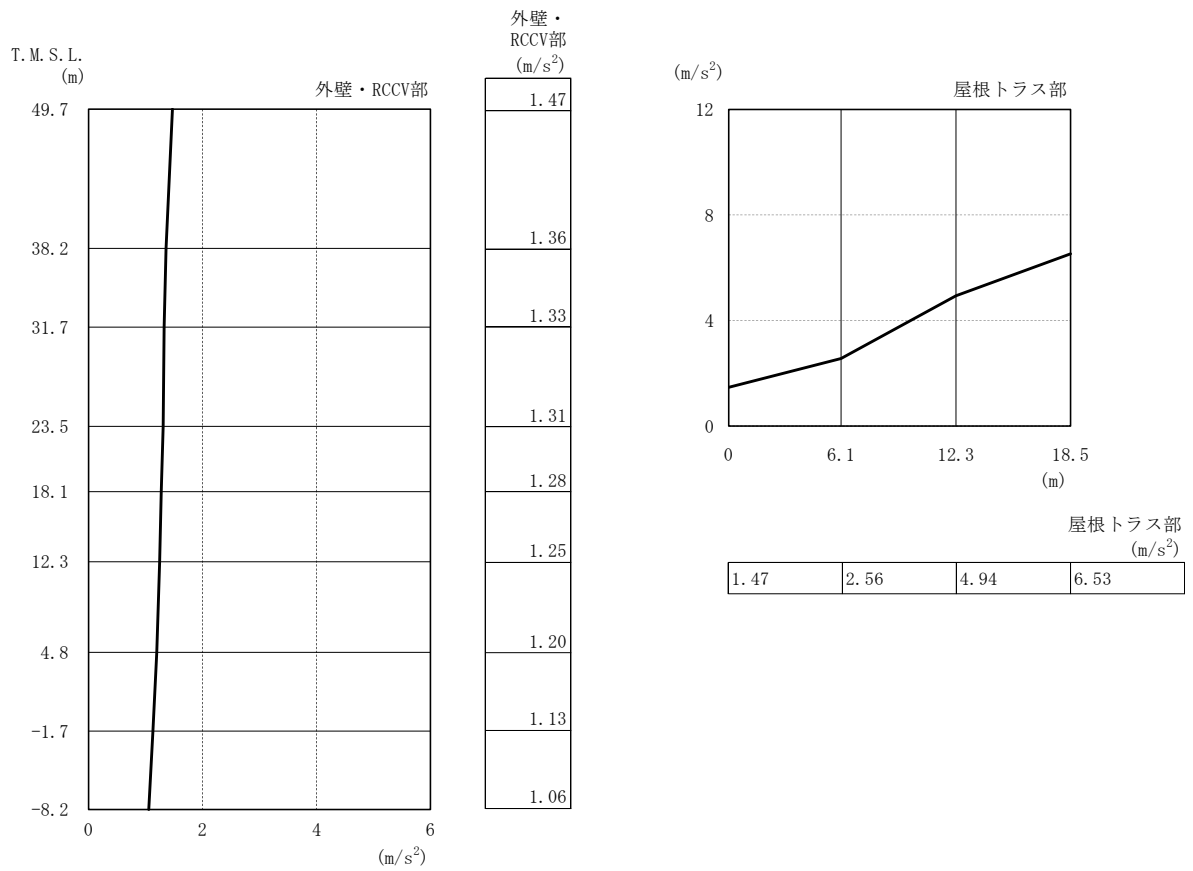 T.M.S.L.
(m)
外壁・RCCV部
49.7
38.2
31.7
23.5
18.1
12.3
4.8
-1.7
-8.2
0 2 4 6
(m/s²)
外壁・
RCCV部
(m/s²)
1.47
1.36
1.33
1.31
1.28
1.25
1.20
1.13
1.06
(m/s²)
屋根トラス部
12
8
4
0
0 6.1 12.3 18.5
(m)
屋根トラス部
(m/s²)
1.47 2.56 4.94 6.53